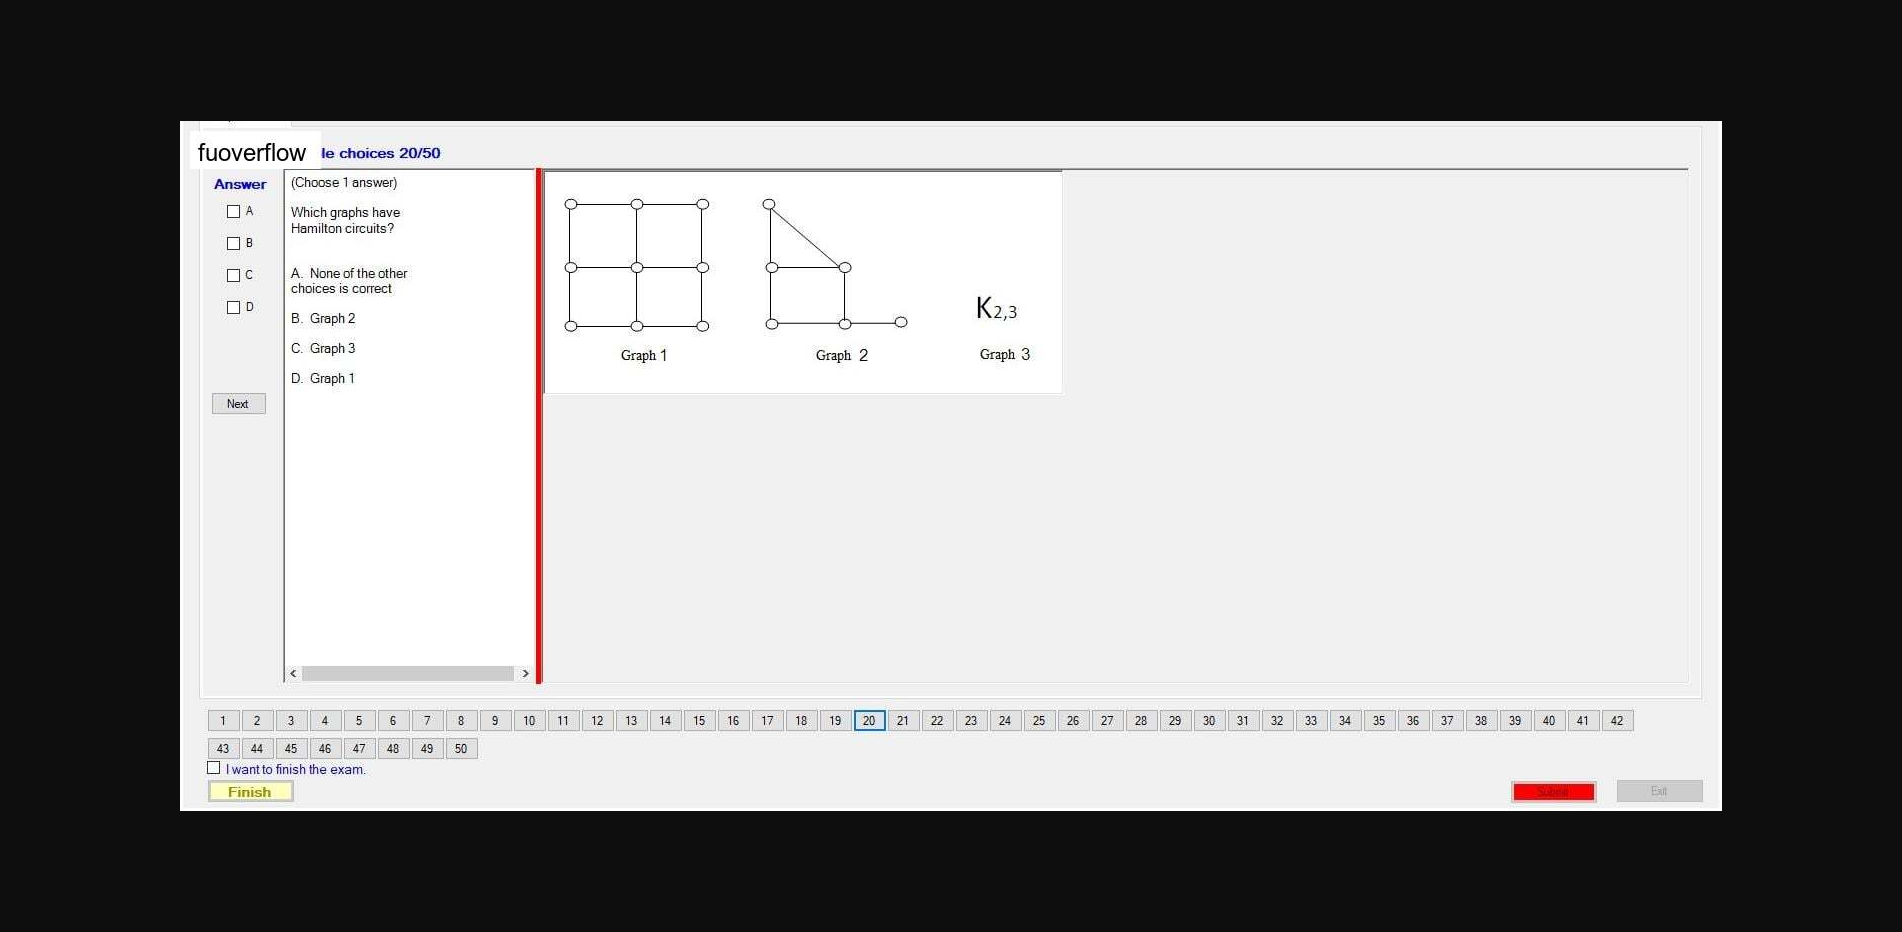 fuoverflow
le choices 20/50
Answer
A
B
C
D
Next
(Choose 1 answer)
Which graphs have
Hamilton circuits?
A. None of the other
choices is correct
B. Graph 2
C. Graph 3
D. Graph 1
K2,3
Graph 1
Graph 2
Graph 3
1 2 3 4 5 6 7 8 9 10 11 12 13 14 15 16 17 18 19 20 21 22 23 24 25 26 27 28 29 30 31 32 33 34 35 36 37 38 39 40 41 42
43 44 45 46 47 48 49 50
I want to finish the exam.
Finish
Submit
Exit